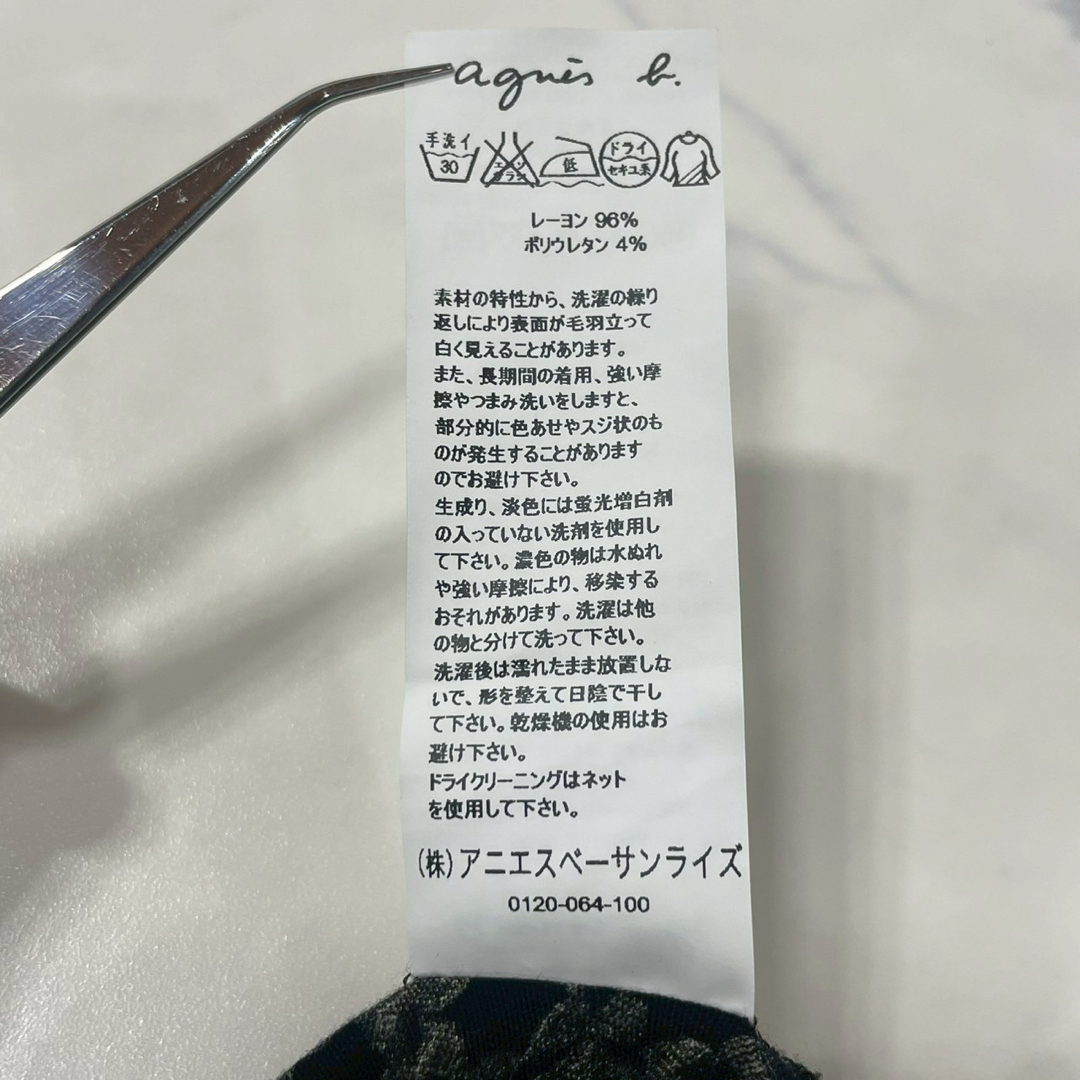 agnès b.
手洗イ
30
エンソ
サラシ
低
ドライ
セキユ系
レーヨン 96%
ポリウレタン 4%
素材の特性から、洗濯の繰り
返しにより表面が毛羽立って
白く見えることがあります。
また、長期間の着用、強い摩
擦やつまみ洗いをしますと、
部分的に色あせやスジ状のも
のが発生することがあります
のでお避け下さい。
生成り、淡色には蛍光増白剤
の入っていない洗剤を使用し
て下さい。濃色の物は水ぬれ
や強い摩擦により、移染する
おそれがあります。洗濯は他
の物と分けて洗って下さい。
洗濯後は濡れたまま放置しな
いで、形を整えて日陰で干し
て下さい。乾燥機の使用はお
避け下さい。
ドライクリーニングはネット
を使用して下さい。
(株)アニエスベーサンライズ
0120-064-100